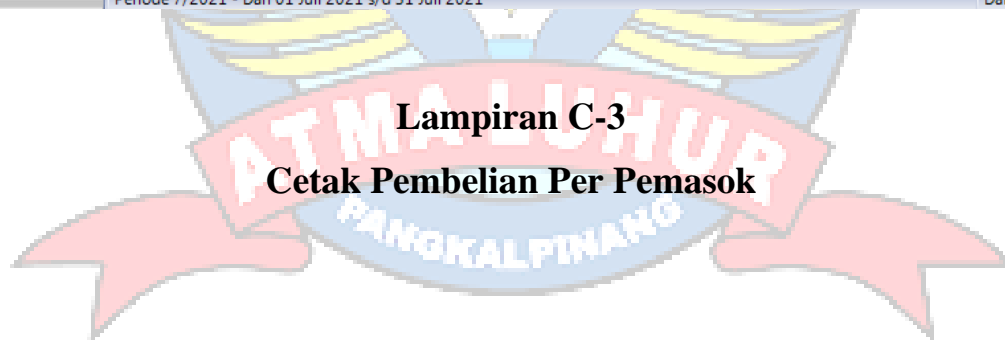 Periode 7/2021 - Dari 01 Juli 2021 s/d 31 Juli 2021
Lampiran C-3
ATMA LUHUR
Cetak Pembelian Per Pemasok
PANGKALPINANG